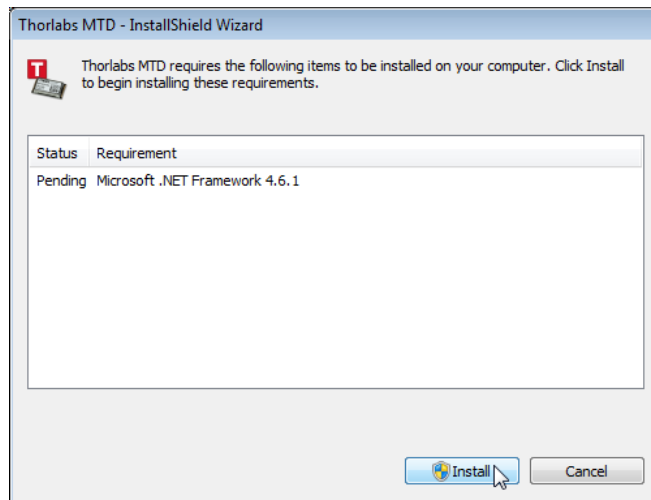 Thorlabs MTD - InstallShield Wizard
T
Thorlabs MTD requires the following items to be installed on your computer. Click Install
to begin installing these requirements.
Status Requirement
Pending Microsoft .NET Framework 4.6.1
Install Cancel